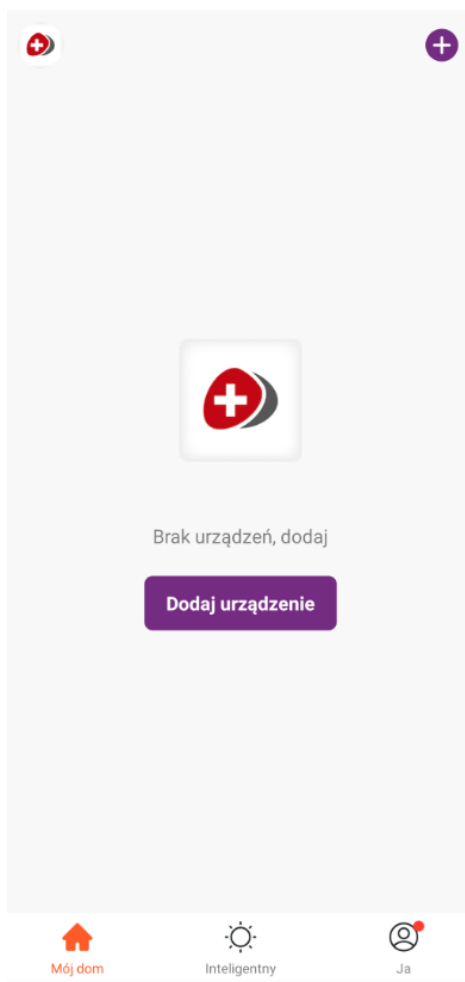 Brak urządzeń, dodaj
Dodaj urządzenie
Mój dom
Inteligentny
Ja